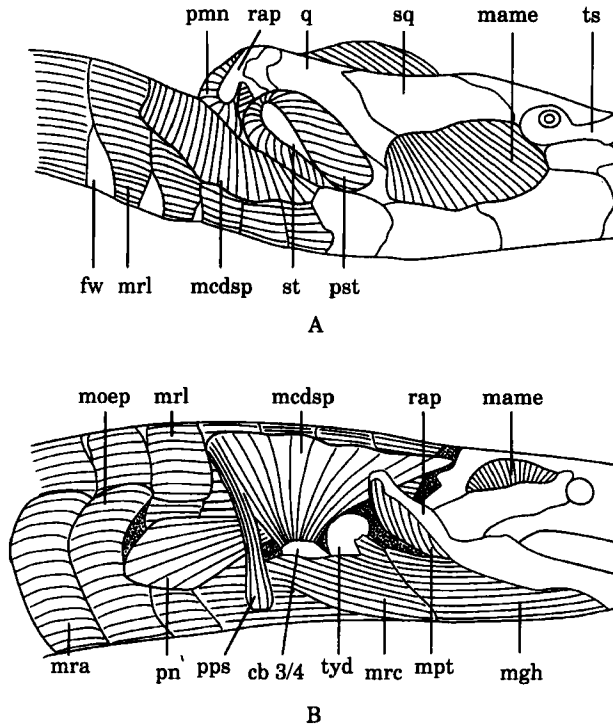 pmn rap q sq mame ts
fw mrl mcdsp st pst
A
moep mrl mcdsp rap mame
mra pn' pps cb 3/4 tyd mrc mpt mgh
B